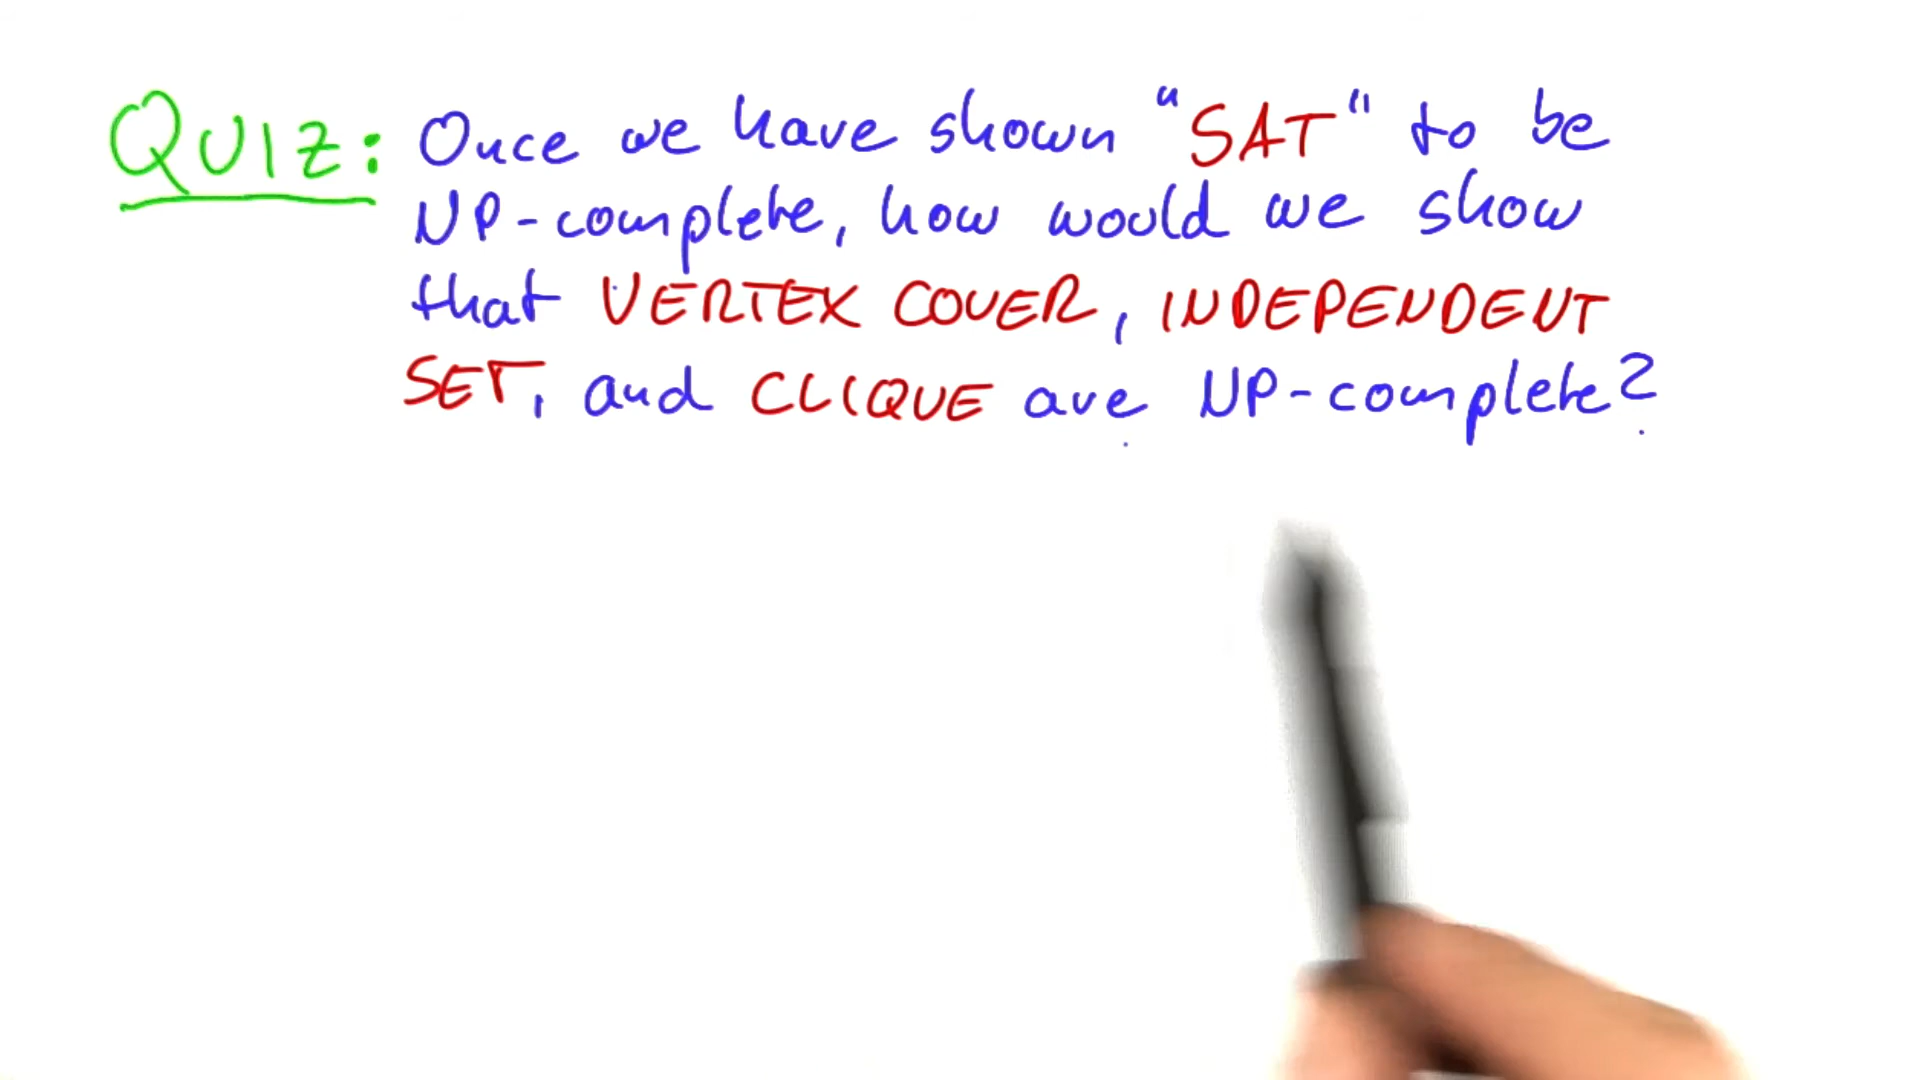 QUIZ: Once we have shown "SAT" to be
NP-complete, how would we show
that VERTEX COVER, INDEPENDENT
SET, and CLIQUE are NP-complete?